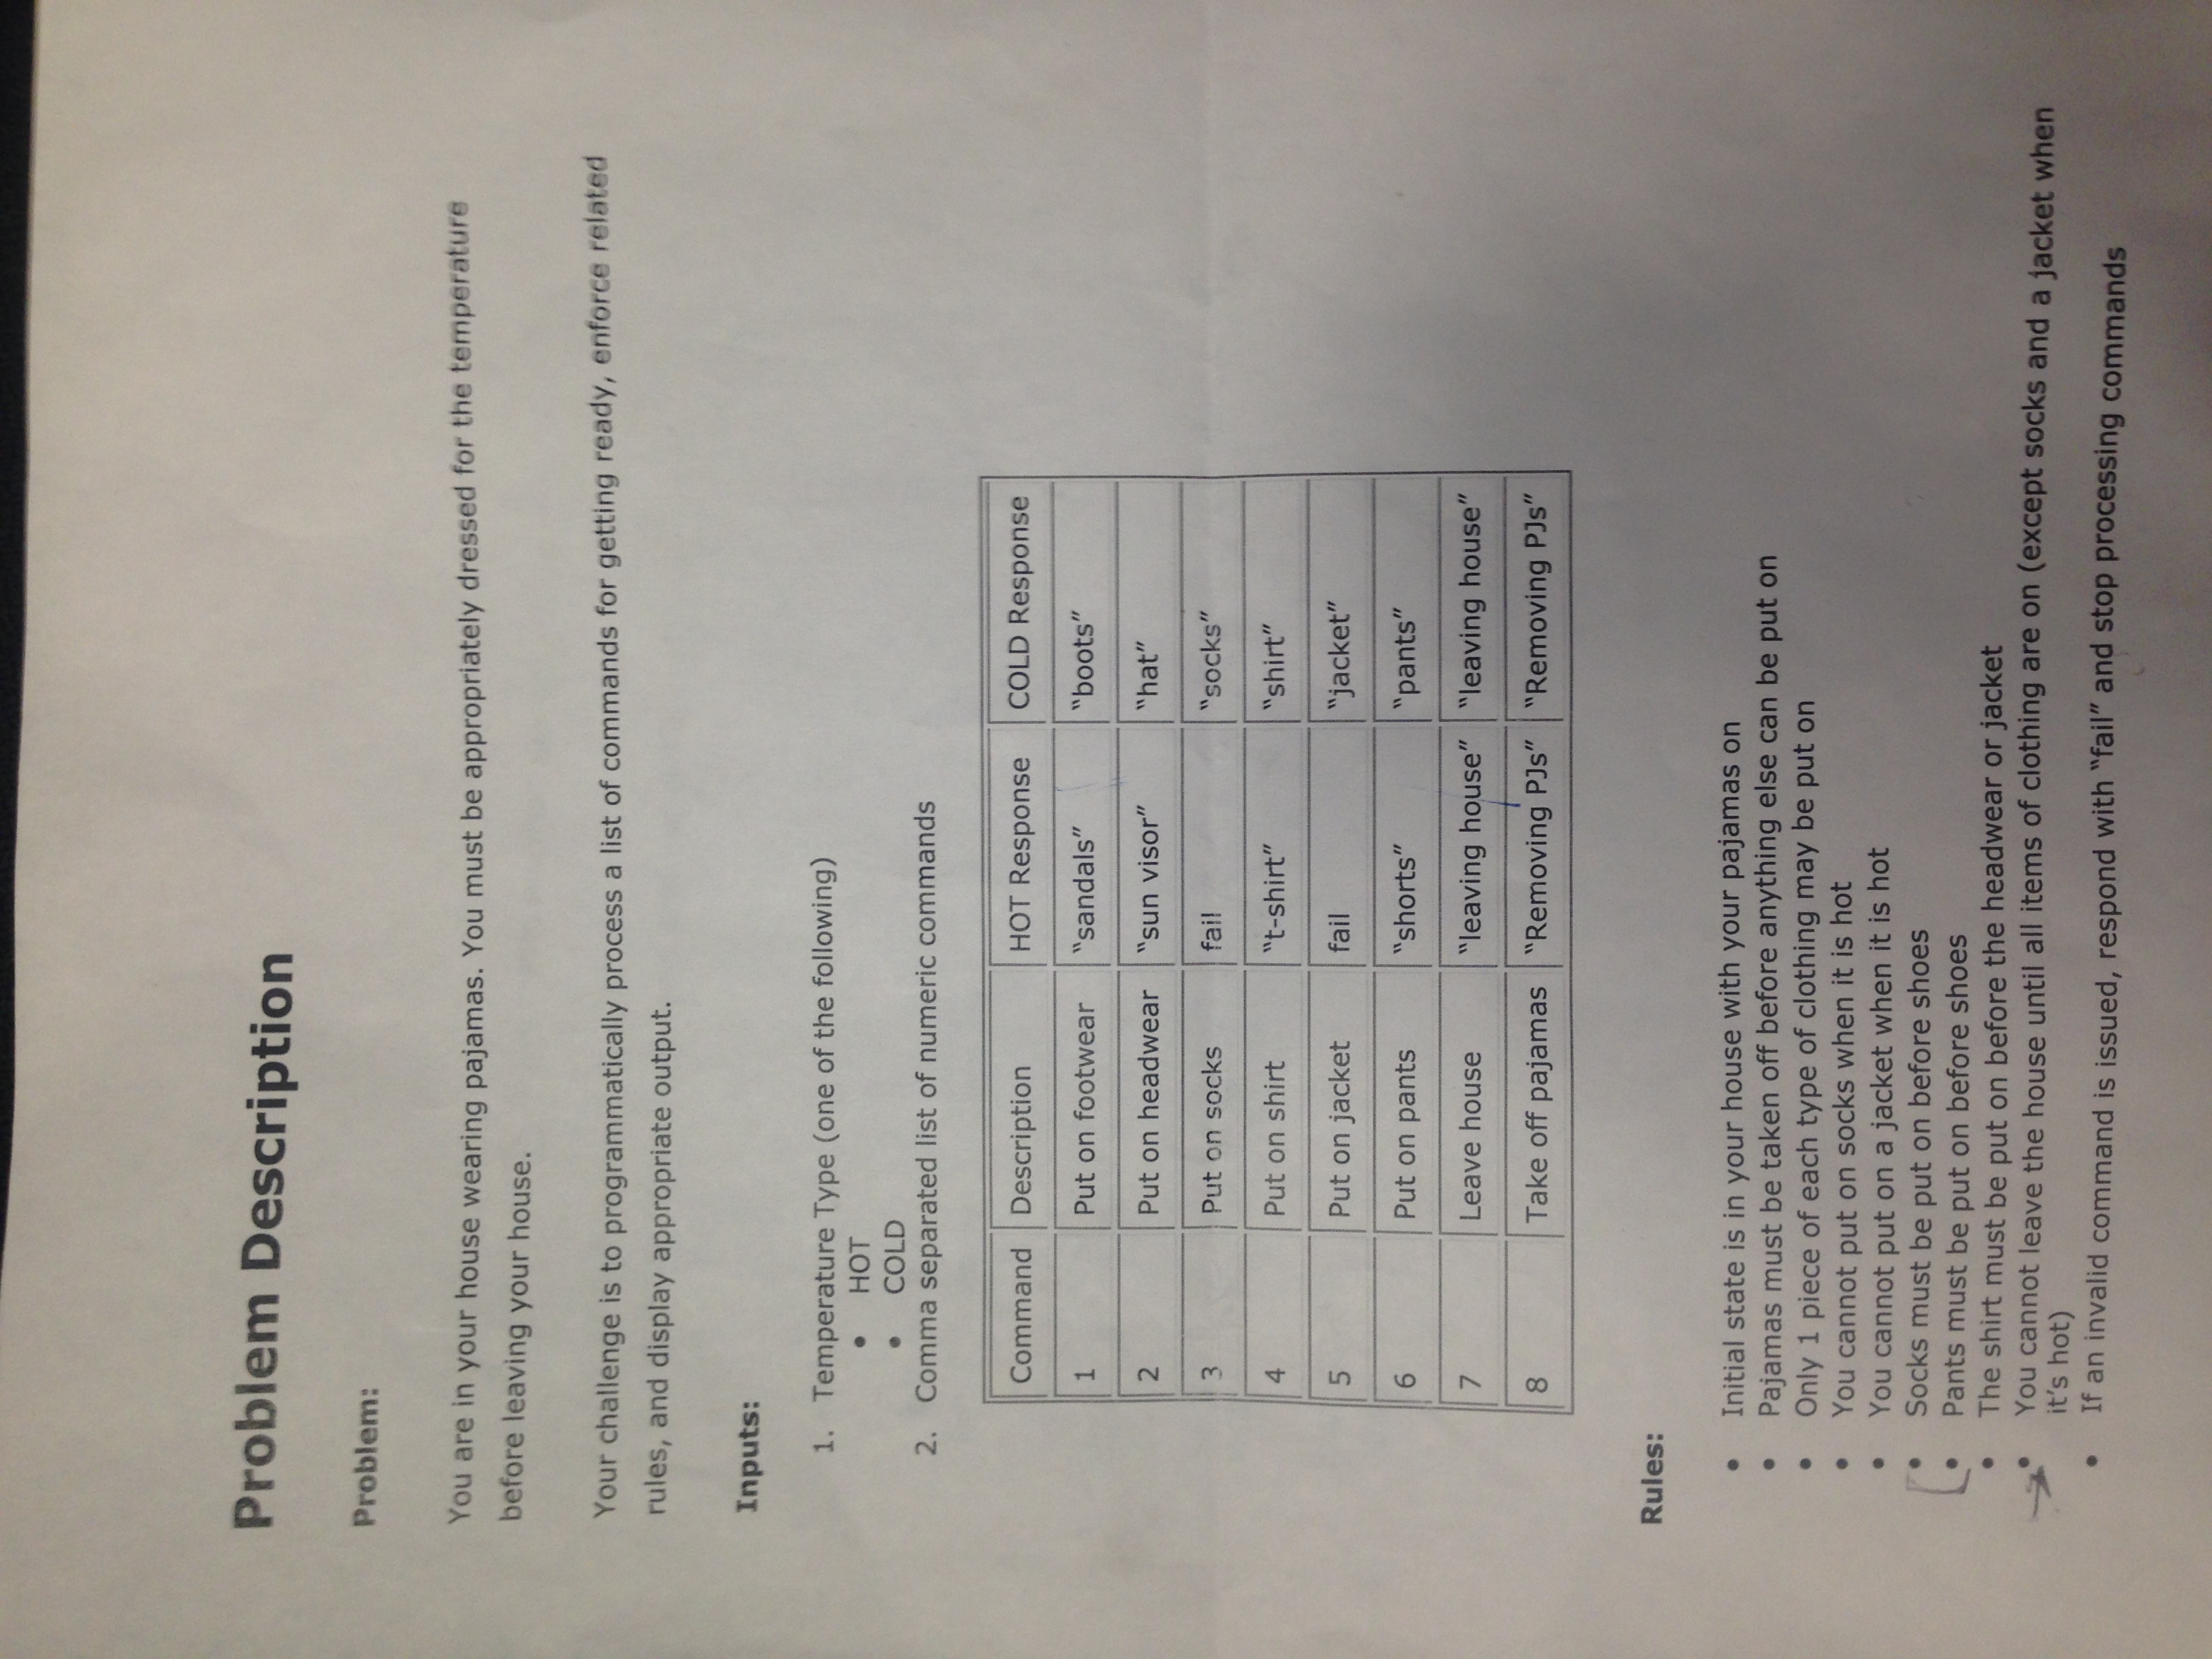 Problem Description
Problem:
You are in your house wearing pajamas. You must be appropriately dressed for the temperature
before leaving your house.
Your challenge is to programmatically process a list of commands for getting ready, enforce related
rules, and display appropriate output.
Inputs:
1. Temperature Type (one of the following)
• HOT
• COLD
2. Comma separated list of numeric commands
Command Description HOT Response COLD Response
1 Put on footwear “sandals” “boots”
2 Put on headwear “sun visor” “hat”
3 Put on socks fail “socks”
4 Put on shirt “t-shirt” “shirt”
5 Put on jacket fail “jacket”
6 Put on pants “shorts” “pants”
7 Leave house “leaving house” “leaving house”
8 Take off pajamas “Removing PJs” “Removing PJs”
Rules:
• Initial state is in your house with your pajamas on
• Pajamas must be taken off before anything else can be put on
• Only 1 piece of each type of clothing may be put on
• You cannot put on socks when it is hot
• You cannot put on a jacket when it is hot
• Socks must be put on before shoes
• Pants must be put on before shoes
• The shirt must be put on before the headwear or jacket
• You cannot leave the house until all items of clothing are on (except socks and a jacket when
it’s hot)
• If an invalid command is issued, respond with “fail” and stop processing commands